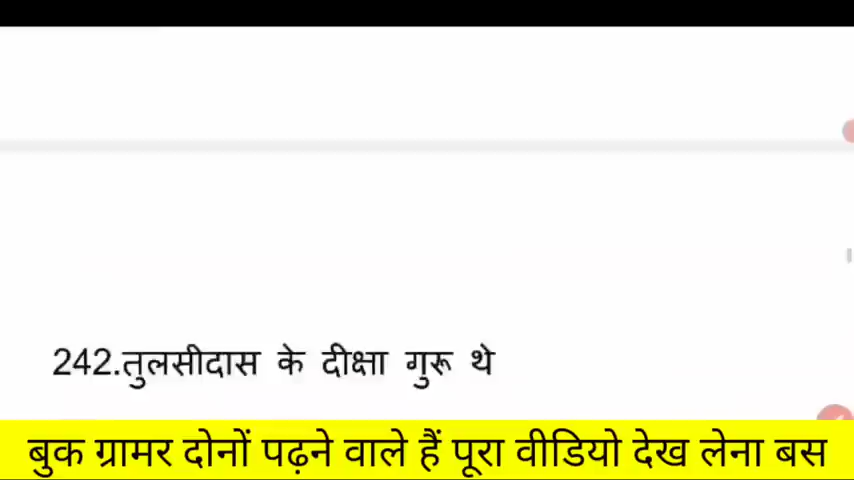 242.तुलसीदास के दीक्षा गुरू थे
बुक ग्रामर दोनों पढ़ने वाले हैं पूरा वीडियो देख लेना बस